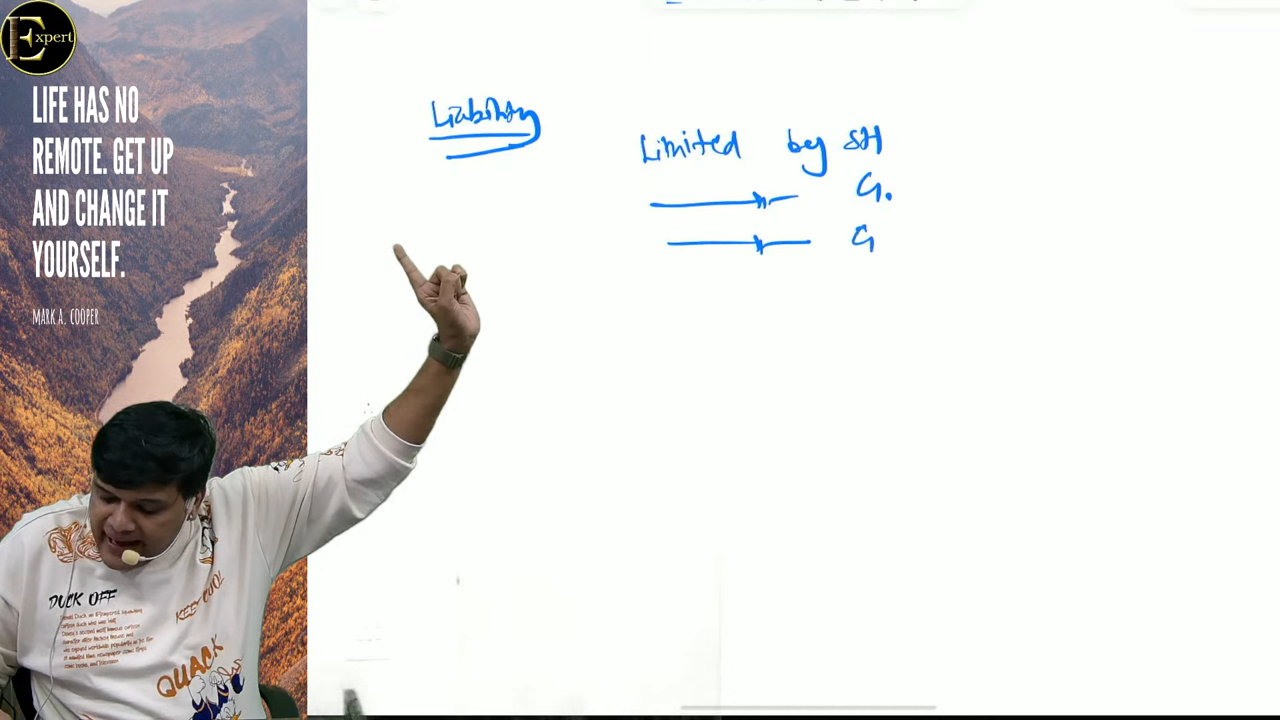 Expert
LIFE HAS NO
REMOTE. GET UP
AND CHANGE IT
YOURSELF.
MARK A. COOPER
Liability
Limited by SH
G.
G
DUCK OFF
KEEP COOL
QUACK